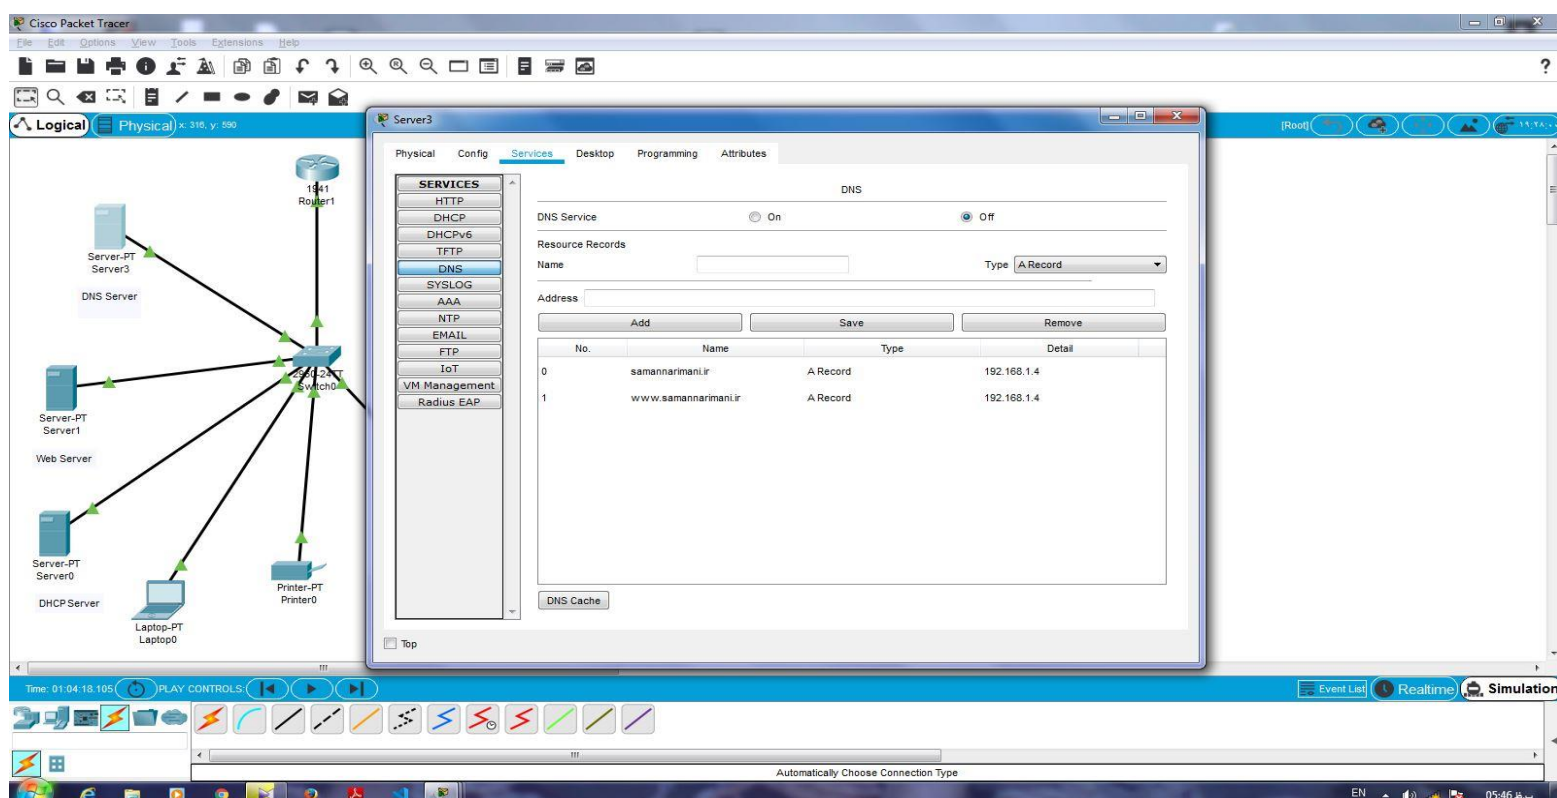 Cisco Packet Tracer
File Edit Options View Tools Extensions Help
?
Logical Physical x: 316, y: 590
[Root] ۱۹:۲۸:۰۰
Server3
Physical Config Services Desktop Programming Attributes
SERVICES
HTTP
DHCP
DHCPv6
TFTP
DNS
SYSLOG
AAA
NTP
EMAIL
FTP
IoT
VM Management
Radius EAP
DNS
DNS Service On Off
Resource Records
Name Type A Record
Address
Add Save Remove
No. Name Type Detail
0 samannarimani.ir A Record 192.168.1.4
1 www.samannarimani.ir A Record 192.168.1.4
DNS Cache
Top
1941
Router1
Server-PT
Server3
DNS Server
2960-24TT
Switch0
Server-PT
Server1
Web Server
Server-PT
Server0
DHCP Server
Printer-PT
Printer0
Laptop-PT
Laptop0
Time: 01:04:18.105 PLAY CONTROLS:
Event List Realtime Simulation
Automatically Choose Connection Type
EN 05:46 ب.ظ